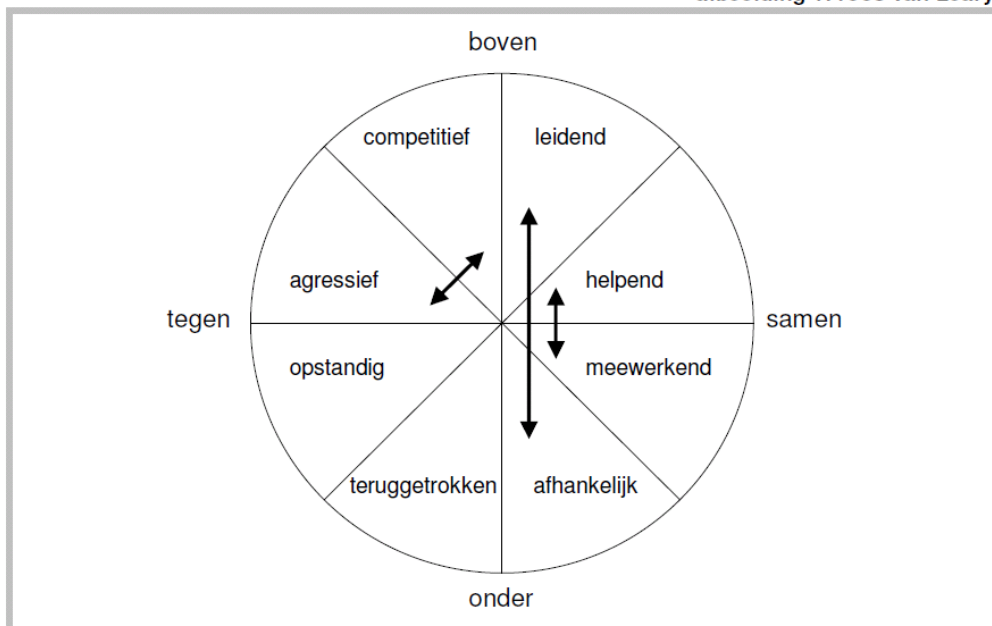 boven
competitief leidend
agressief helpend
tegen samen
opstandig meewerkend
teruggetrokken afhankelijk
onder